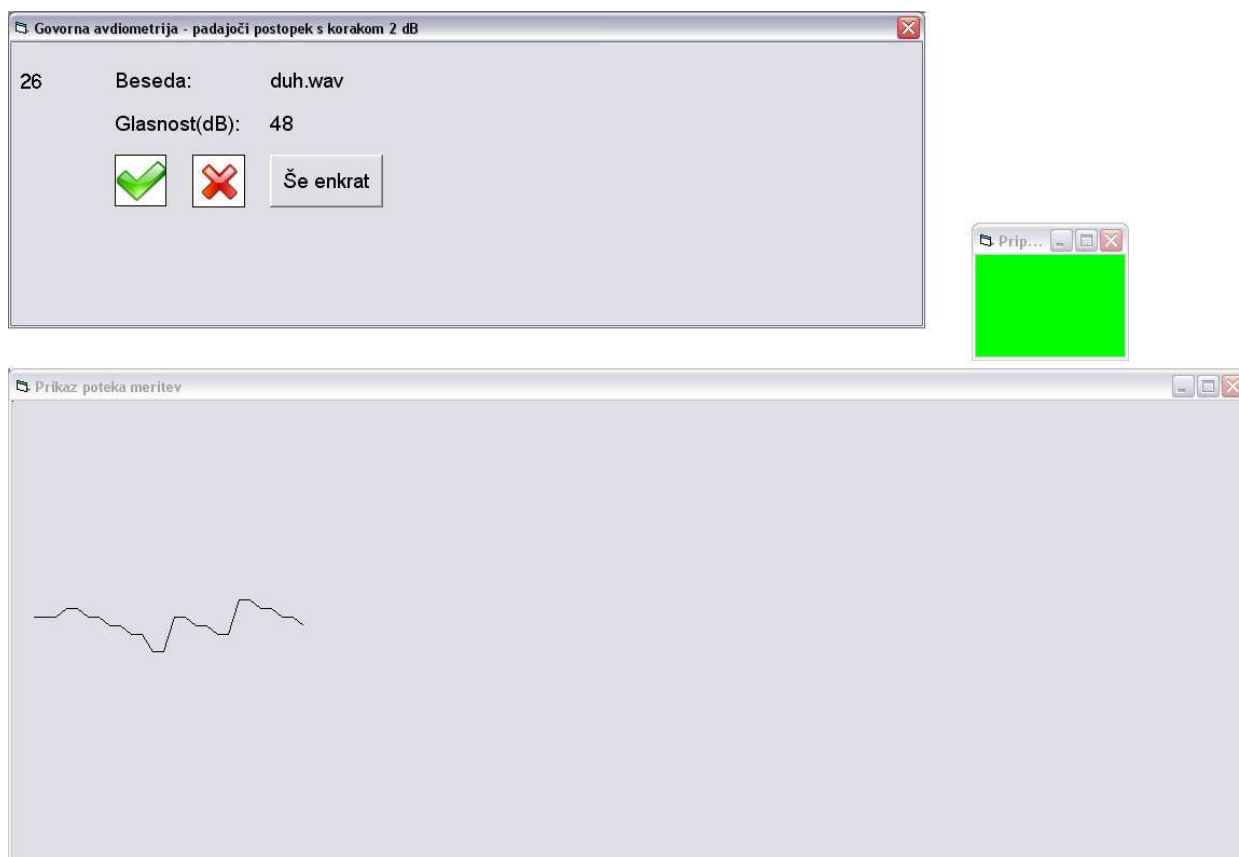 Govorna avdiometrija - padajoči postopek s korakom 2 dB
26 Beseda: duh.wav
Glasnost(dB): 48
Še enkrat
Prip...
Prikaz poteka meritev